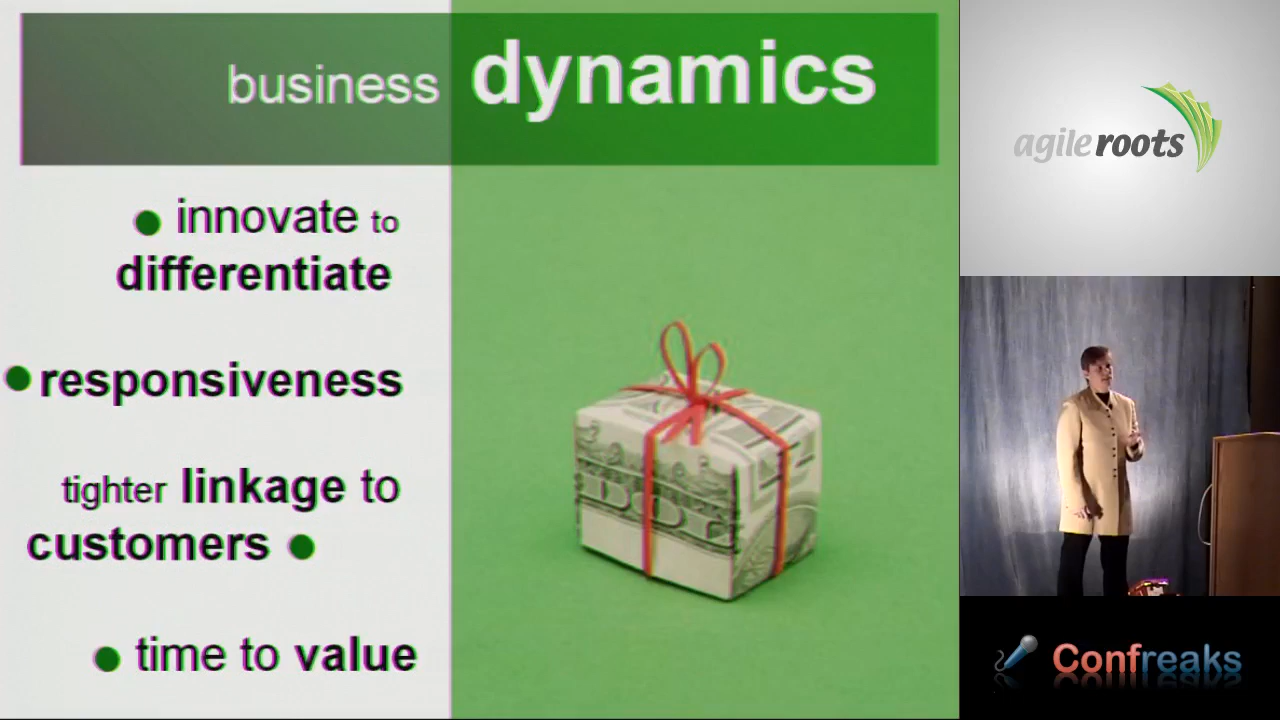 business dynamics
innovate to
differentiate
responsiveness
tighter linkage to
customers
time to value
agile roots
Confreaks